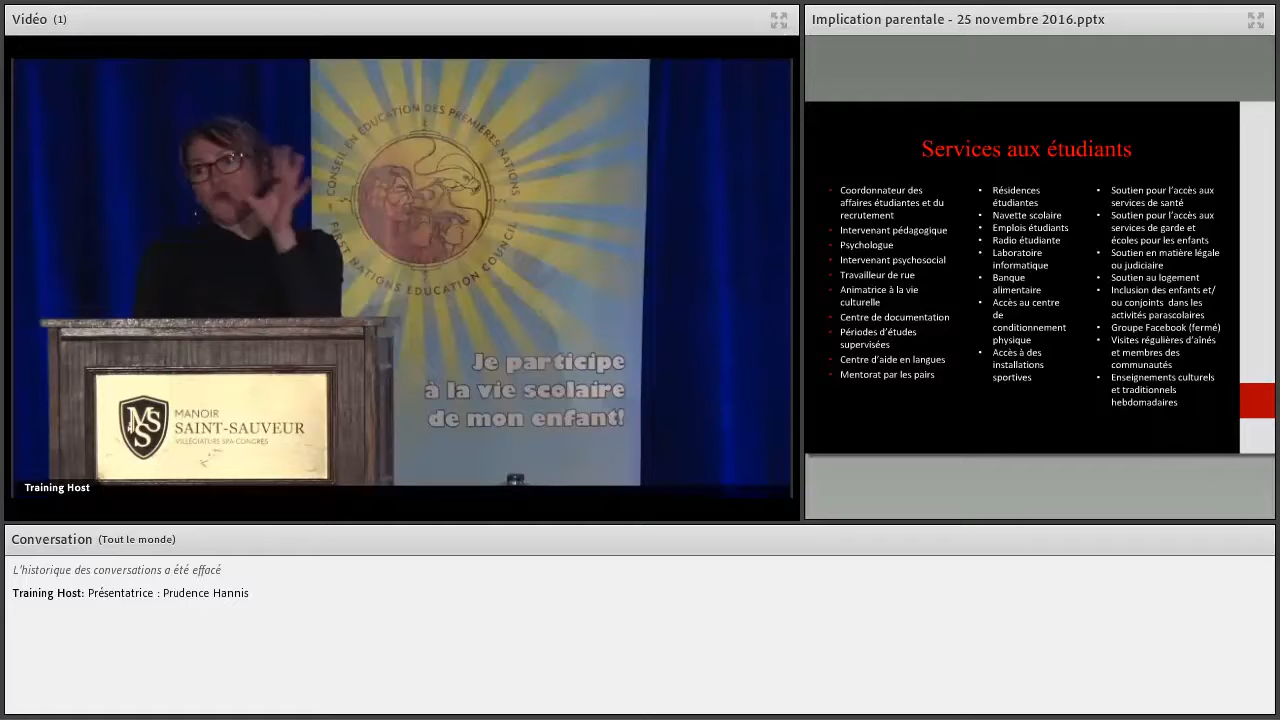 Vidéo (1)
CONSEIL EN ÉDUCATION DES PREMIÈRES NATIONS
FIRST NATIONS EDUCATION COUNCIL
Je participe
à la vie scolaire
de mon enfant!
MSS
MANOIR
SAINT-SAUVEUR
VILLÉGIATURE SPA CONGRÈS
Training Host
Implication parentale - 25 novembre 2016.pptx
Services aux étudiants
• Coordonnateur des
affaires étudiantes et du
recrutement
• Intervenant pédagogique
• Psychologue
• Intervenant psychosocial
• Travailleur de rue
• Animatrice à la vie
culturelle
• Centre de documentation
• Périodes d'études
supervisées
• Centre d'aide en langues
• Mentorat par les pairs
• Résidences
étudiantes
• Navette scolaire
• Emplois étudiants
• Radio étudiante
• Laboratoire
informatique
• Banque
alimentaire
• Accès au centre
de
conditionnement
physique
• Accès à des
installations
sportives
• Soutien pour l'accès aux
services de santé
• Soutien pour l'accès aux
services de garde et
écoles pour les enfants
• Soutien en matière légale
ou judiciaire
• Soutien au logement
• Inclusion des enfants et/
ou conjoints dans les
activités parascolaires
• Groupe Facebook (fermé)
• Visites régulières d'aînés
et membres des
communautés
• Enseignements culturels
et traditionnels
hebdomadaires
Conversation (Tout le monde)
L'historique des conversations a été effacé
Training Host: Présentatrice : Prudence Hannis